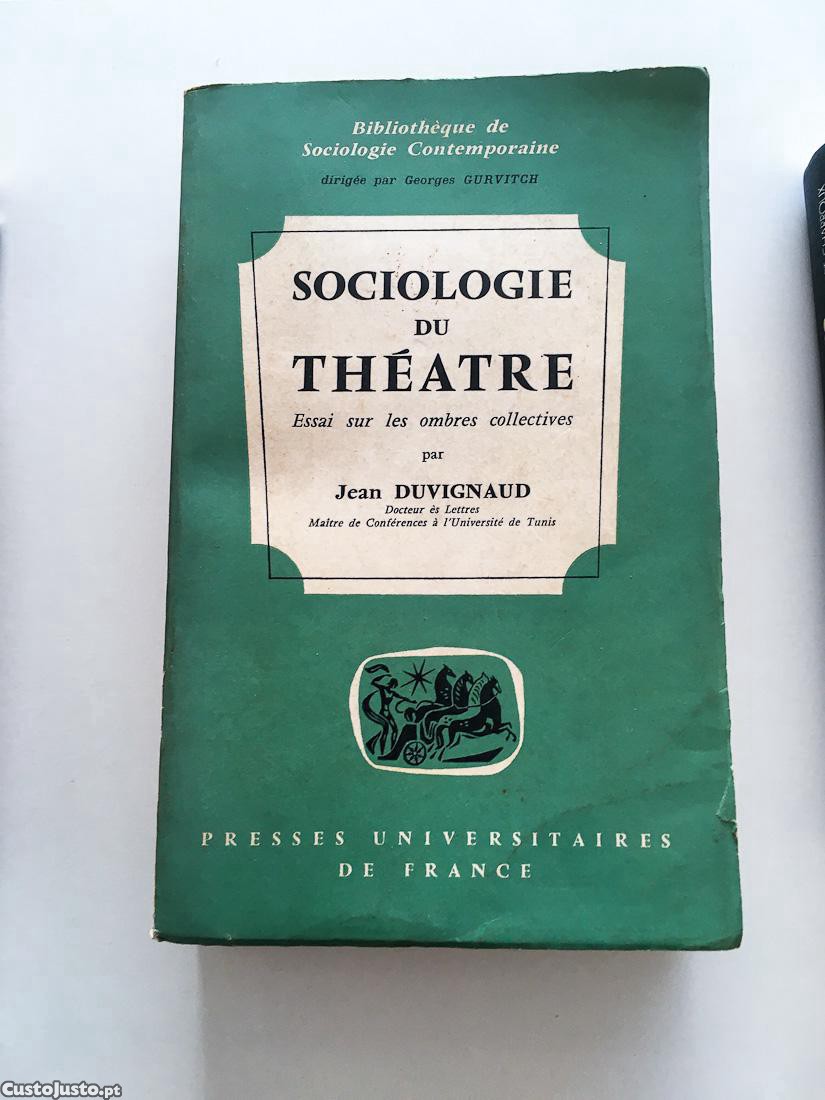 Bibliothèque de
Sociologie Contemporaine
dirigée par Georges GURVITCH
SOCIOLOGIE
DU
THÉATRE
Essai sur les ombres collectives
par
Jean DUVIGNAUD
Docteur ès Lettres
Maître de Conférences à l'Université de Tunis
PRESSES UNIVERSITAIRES
DE FRANCE
CustoJusto.pt